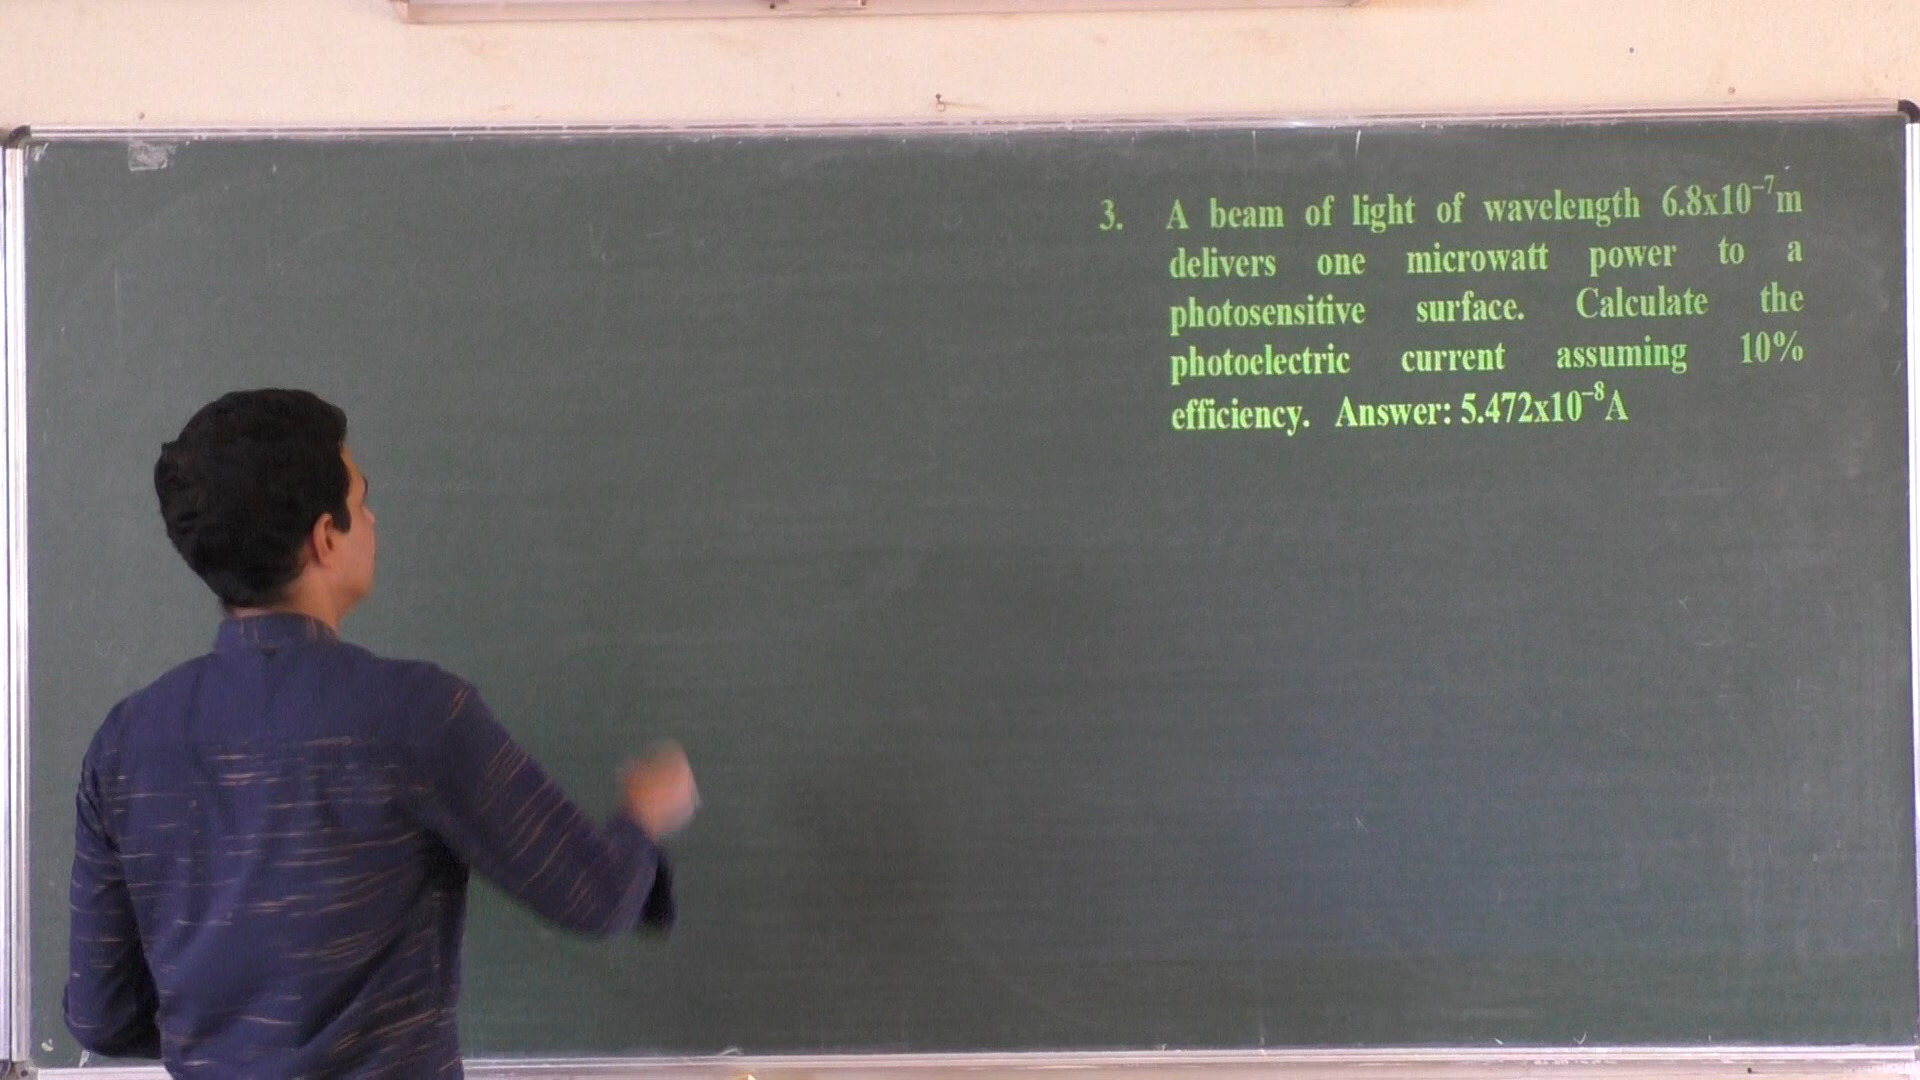 3. A beam of light of wavelength 6.8x10⁻⁷m
delivers one microwatt power to a
photosensitive surface. Calculate the
photoelectric current assuming 10%
efficiency. Answer: 5.472x10⁻⁸A